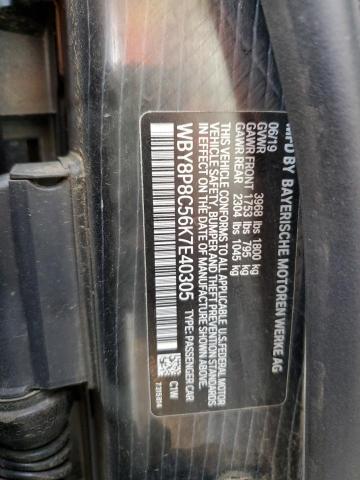 MFD BY BAYERISCHE MOTOREN WERKE AG
06/19
GVWR 3968 lbs 1800 kg
GAWR FRONT 1753 lbs 795 kg
GAWR REAR 2304 lbs 1045 kg
THIS VEHICLE CONFORMS TO ALL APPLICABLE U.S.FEDERAL MOTOR
VEHICLE SAFETY BUMPER AND THEFT PREVENTION STANDARDS
IN EFFECT ON THE DATE OF MANUFACTURE SHOWN ABOVE.
WBY8P8C56K7E40305 TYPE: PASSENGER CAR
C1W
7315814